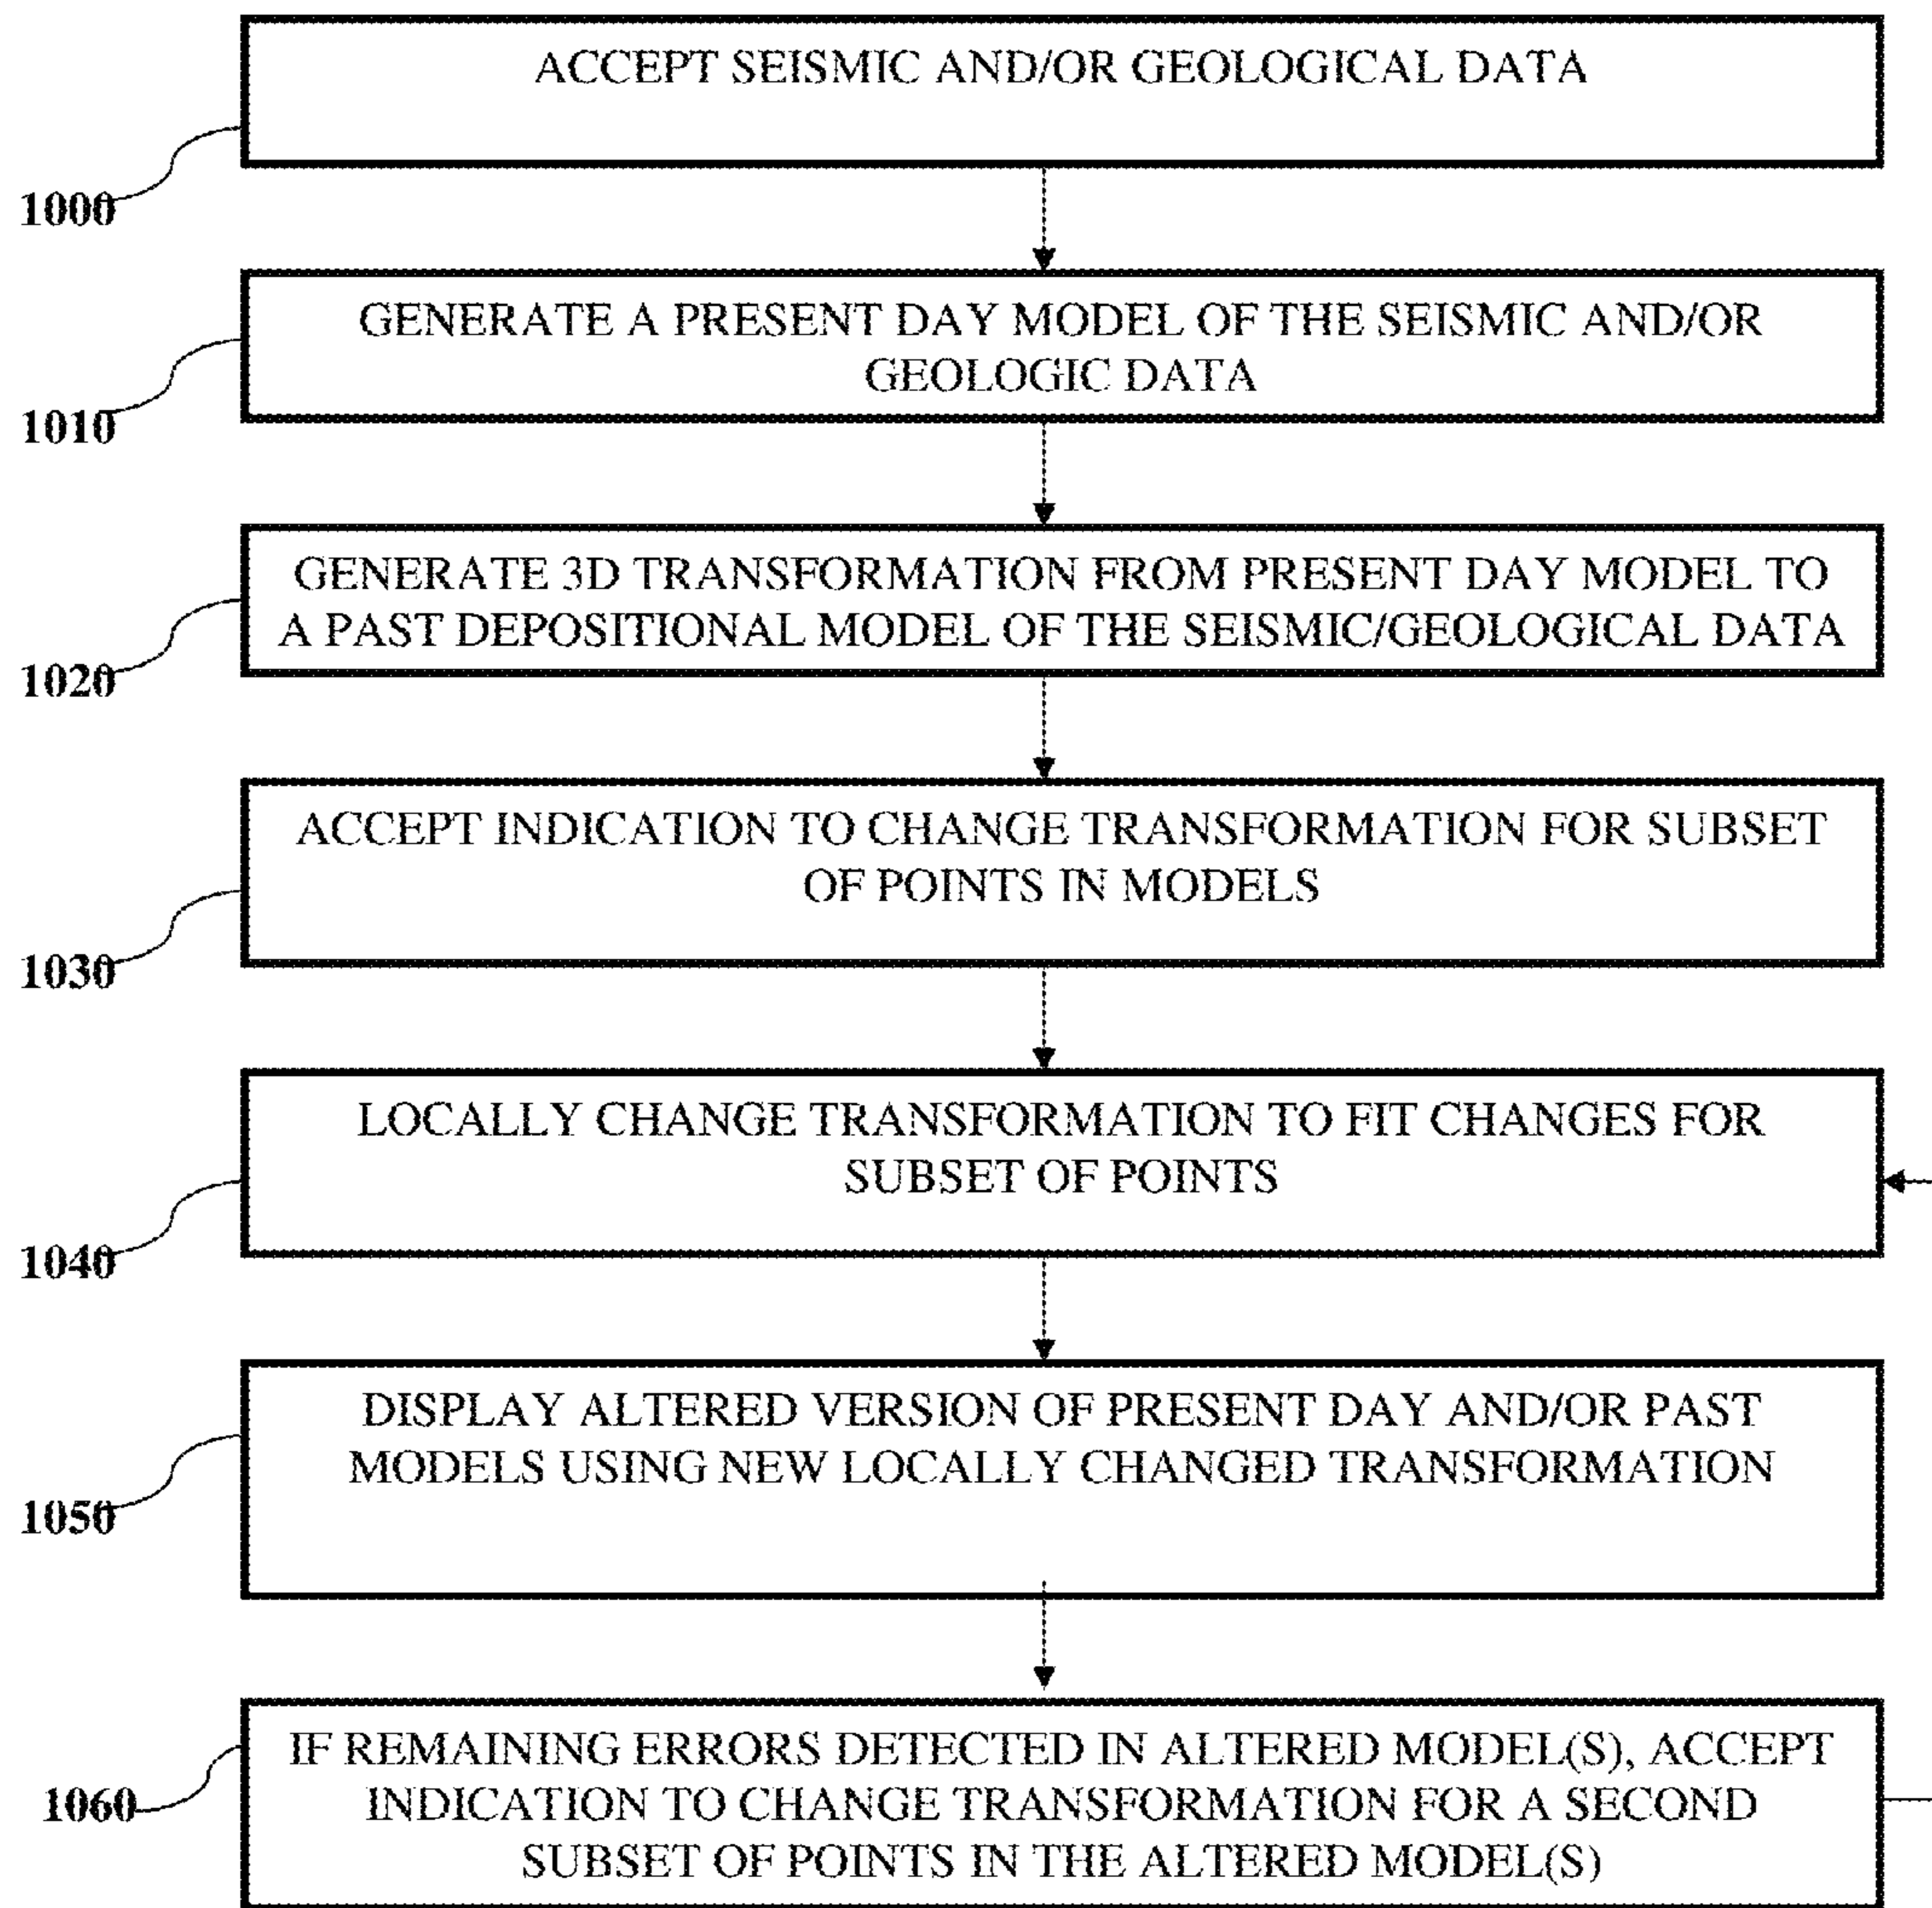 ACCEPT SEISMIC AND/OR GEOLOGICAL DATA
1000
GENERATE A PRESENT DAY MODEL OF THE SEISMIC AND/OR
GEOLOGIC DATA
1010
GENERATE 3D TRANSFORMATION FROM PRESENT DAY MODEL TO
A PAST DEPOSITIONAL MODEL OF THE SEISMIC/GEOLOGICAL DATA
1020
ACCEPT INDICATION TO CHANGE TRANSFORMATION FOR SUBSET
OF POINTS IN MODELS
1030
LOCALLY CHANGE TRANSFORMATION TO FIT CHANGES FOR
SUBSET OF POINTS
1040
DISPLAY ALTERED VERSION OF PRESENT DAY AND/OR PAST
MODELS USING NEW LOCALLY CHANGED TRANSFORMATION
1050
IF REMAINING ERRORS DETECTED IN ALTERED MODEL(S), ACCEPT
INDICATION TO CHANGE TRANSFORMATION FOR A SECOND
SUBSET OF POINTS IN THE ALTERED MODEL(S)
1060